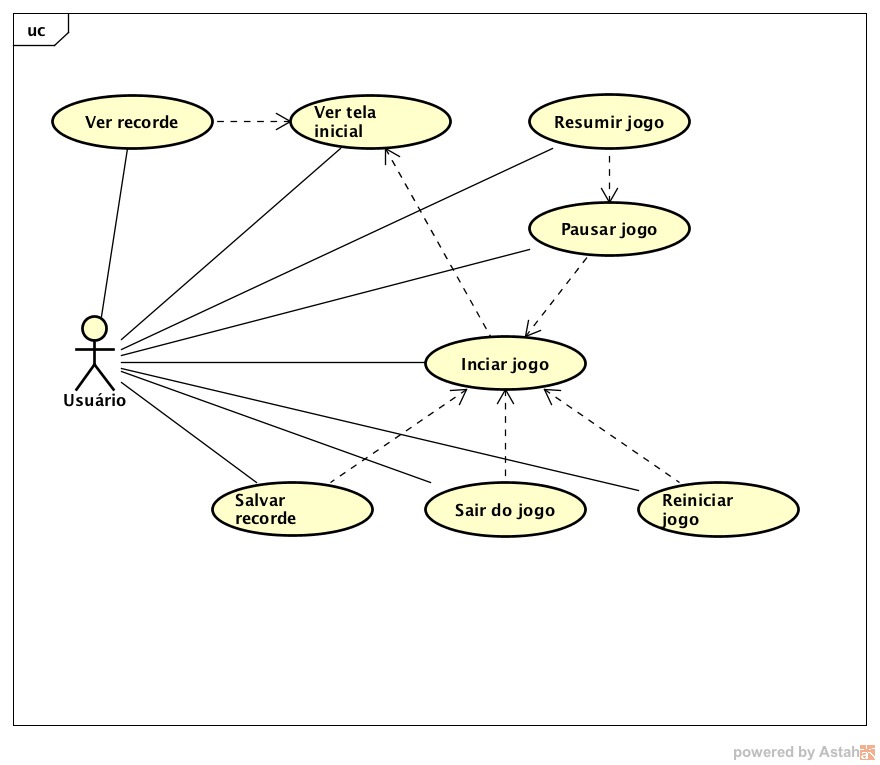 uc
Ver recorde
Ver tela
inicial
Resumir jogo
Pausar jogo
Inciar jogo
Usuário
Salvar
recorde
Sair do jogo
Reiniciar
jogo
powered by Astah